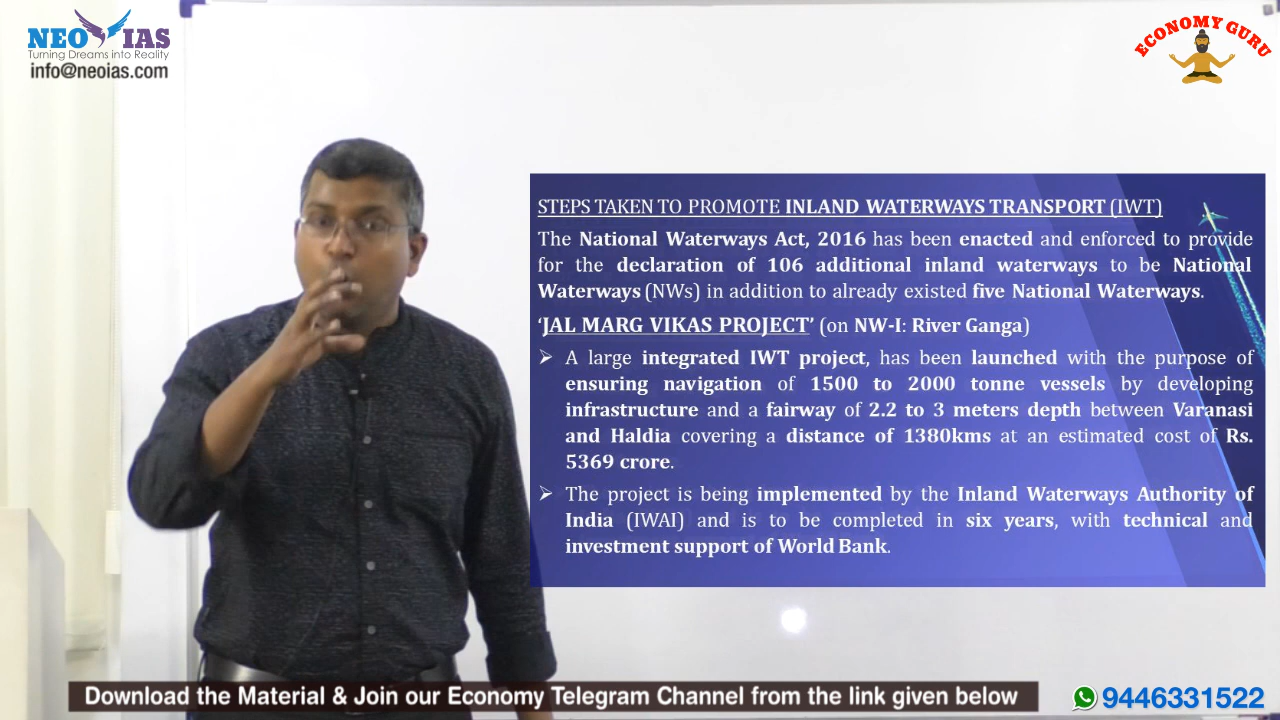 NEO IAS
Turning Dreams into Reality
info@neoias.com
ECONOMY GURU
STEPS TAKEN TO PROMOTE INLAND WATERWAYS TRANSPORT (IWT)
The National Waterways Act, 2016 has been enacted and enforced to provide
for the declaration of 106 additional inland waterways to be National
Waterways (NWs) in addition to already existed five National Waterways.
‘JAL MARG VIKAS PROJECT’ (on NW-I: River Ganga)
➢ A large integrated IWT project, has been launched with the purpose of
ensuring navigation of 1500 to 2000 tonne vessels by developing
infrastructure and a fairway of 2.2 to 3 meters depth between Varanasi
and Haldia covering a distance of 1380kms at an estimated cost of Rs.
5369 crore.
➢ The project is being implemented by the Inland Waterways Authority of
India (IWAI) and is to be completed in six years, with technical and
investment support of World Bank.
Download the Material & Join our Economy Telegram Channel from the link given below
9446331522